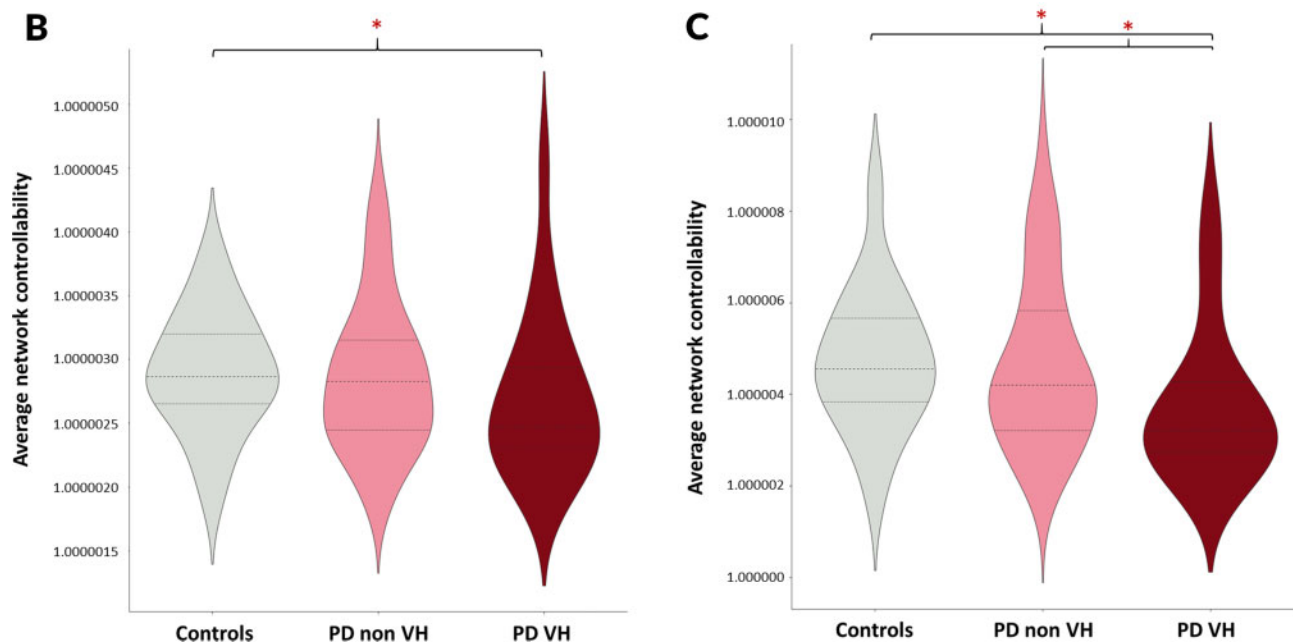 B
*
Average network controllability
1.0000050
1.0000045
1.0000040
1.0000035
1.0000030
1.0000025
1.0000020
1.0000015
Controls PD non VH PD VH
C
*
*
Average network controllability
1.000010
1.000008
1.000006
1.000004
1.000002
1.000000
Controls PD non VH PD VH